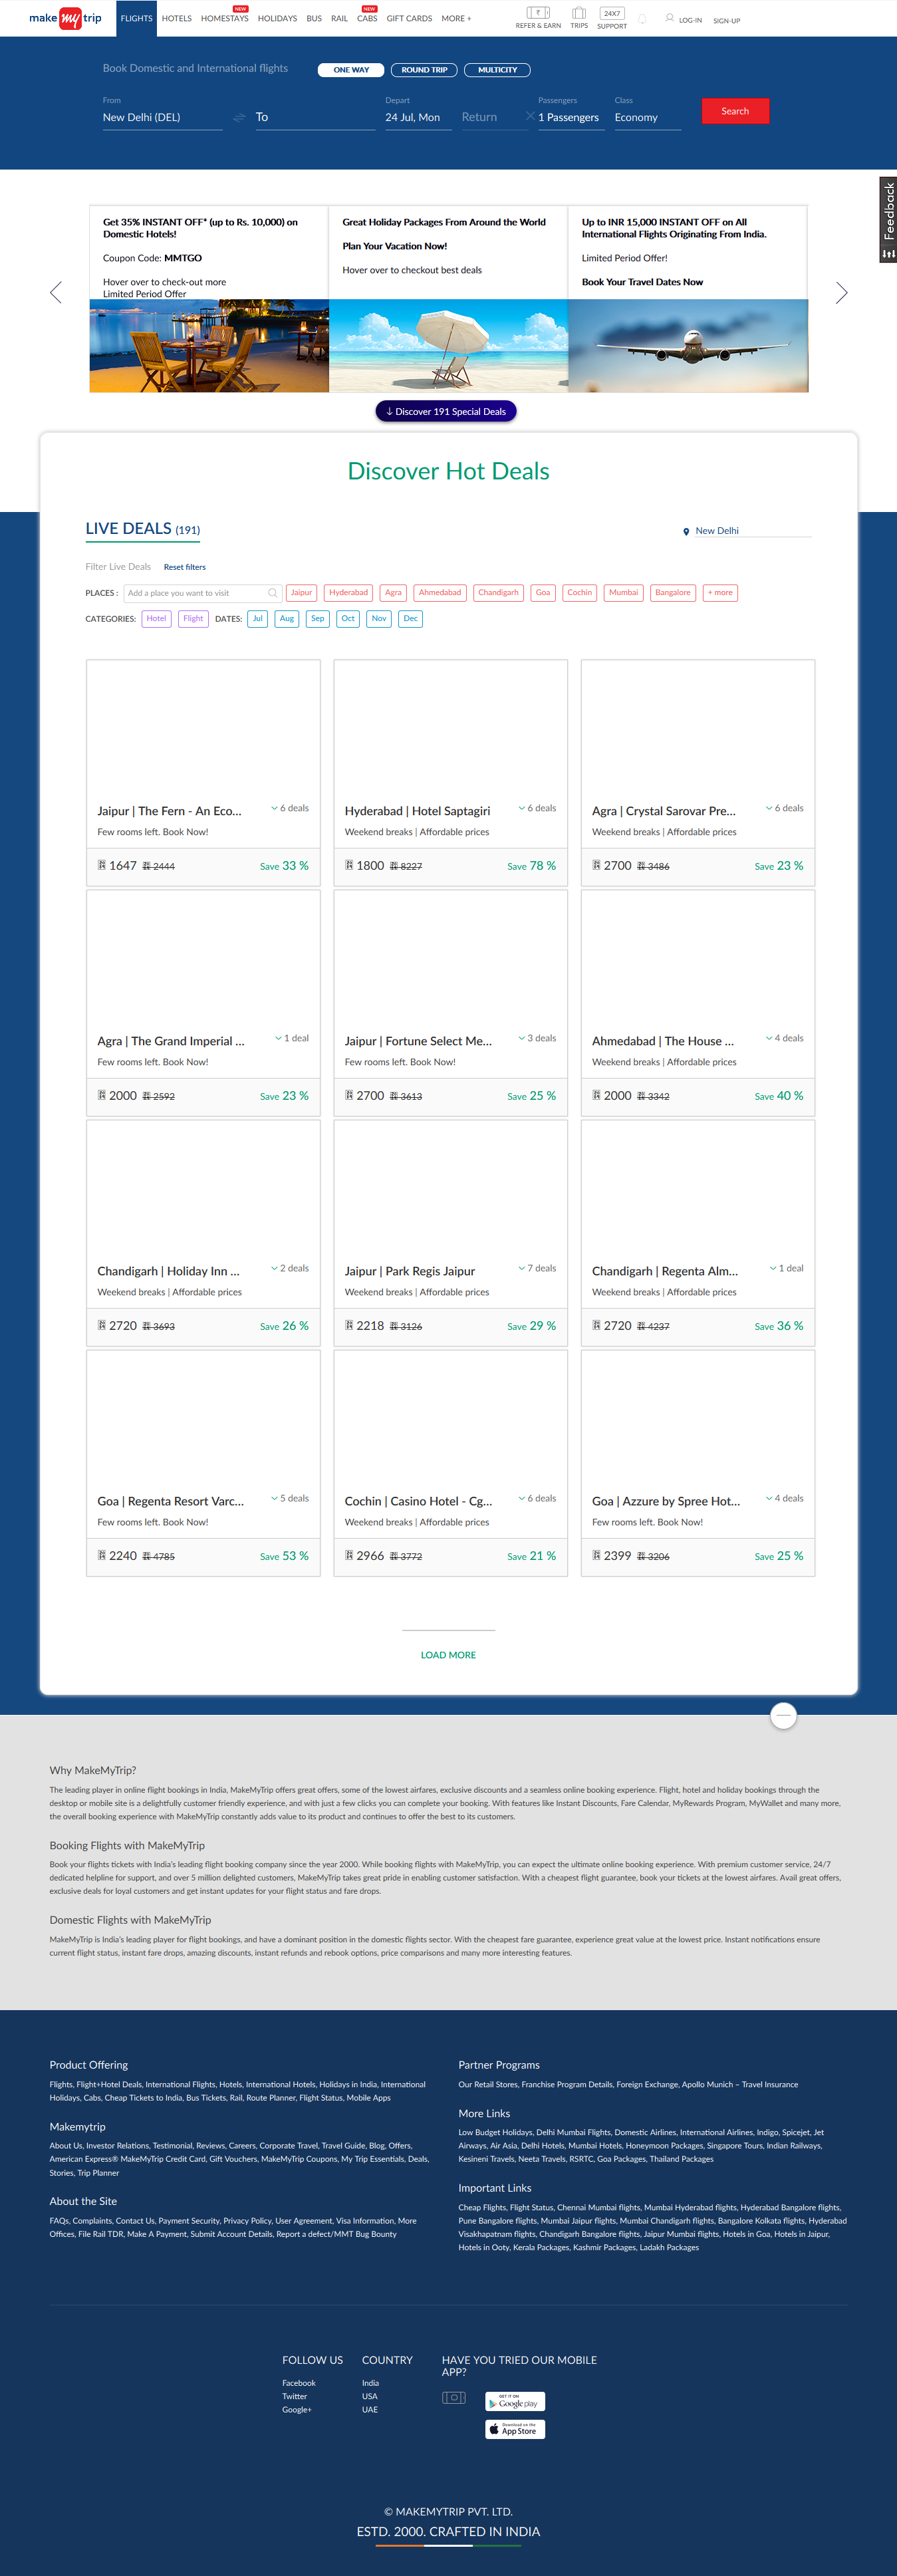 make my trip
FLIGHTS HOTELS HOMESTAYS NEW HOLIDAYS BUS RAIL CABS NEW GIFT CARDS MORE +
REFER & EARN TRIPS 24X7 SUPPORT LOG-IN SIGN-UP
Book Domestic and International flights ONE WAY ROUND TRIP MULTICITY
From Depart Passengers Class
New Delhi (DEL) To 24 Jul, Mon Return 1 Passengers Economy Search
Feedback
Get 35% INSTANT OFF* (up to Rs. 10,000) on
Domestic Hotels!
Coupon Code: MMTGO
Hover over to check-out more
Limited Period Offer
Great Holiday Packages From Around the World
Plan Your Vacation Now!
Hover over to checkout best deals
Up to INR 15,000 INSTANT OFF on All
International Flights Originating From India.
Limited Period Offer!
Book Your Travel Dates Now
Discover 191 Special Deals
Discover Hot Deals
LIVE DEALS (191) New Delhi
Filter Live Deals Reset filters
PLACES : Add a place you want to visit Jaipur Hyderabad Agra Ahmedabad Chandigarh Goa Cochin Mumbai Bangalore + more
CATEGORIES: Hotel Flight DATES: Jul Aug Sep Oct Nov Dec
Jaipur | The Fern - An Eco... 6 deals
Few rooms left. Book Now!
1647 2444 Save 33 %
Hyderabad | Hotel Saptagiri 6 deals
Weekend breaks | Affordable prices
1800 8227 Save 78 %
Agra | Crystal Sarovar Pre... 6 deals
Weekend breaks | Affordable prices
2700 3486 Save 23 %
Agra | The Grand Imperial ... 1 deal
Few rooms left. Book Now!
2000 2592 Save 23 %
Jaipur | Fortune Select Me... 3 deals
Few rooms left. Book Now!
2700 3613 Save 25 %
Ahmedabad | The House ... 4 deals
Weekend breaks | Affordable prices
2000 3342 Save 40 %
Chandigarh | Holiday Inn ... 2 deals
Weekend breaks | Affordable prices
2720 3693 Save 26 %
Jaipur | Park Regis Jaipur 7 deals
Weekend breaks | Affordable prices
2218 3126 Save 29 %
Chandigarh | Regenta Alm... 1 deal
Weekend breaks | Affordable prices
2720 4237 Save 36 %
Goa | Regenta Resort Varc... 5 deals
Few rooms left. Book Now!
2240 4785 Save 53 %
Cochin | Casino Hotel - Cg... 6 deals
Weekend breaks | Affordable prices
2966 3772 Save 21 %
Goa | Azzure by Spree Hot... 4 deals
Few rooms left. Book Now!
2399 3206 Save 25 %
LOAD MORE
Why MakeMyTrip?
The leading player in online flight bookings in India, MakeMyTrip offers great offers, some of the lowest airfares, exclusive discounts and a seamless online booking experience. Flight, hotel and holiday bookings through the
desktop or mobile site is a delightfully customer friendly experience, and with just a few clicks you can complete your booking. With features like Instant Discounts, Fare Calendar, MyRewards Program, MyWallet and many more,
the overall booking experience with MakeMyTrip constantly adds value to its product and continues to offer the best to its customers.
Booking Flights with MakeMyTrip
Book your flights tickets with India's leading flight booking company since the year 2000. While booking flights with MakeMyTrip, you can expect the ultimate online booking experience. With premium customer service, 24/7
dedicated helpline for support, and over 5 million delighted customers, MakeMyTrip takes great pride in enabling customer satisfaction. With a cheapest flight guarantee, book your tickets at the lowest airfares. Avail great offers,
exclusive deals for loyal customers and get instant updates for your flight status and fare drops.
Domestic Flights with MakeMyTrip
MakeMyTrip is India's leading player for flight bookings, and have a dominant position in the domestic flights sector. With the cheapest fare guarantee, experience great value at the lowest price. Instant notifications ensure
current flight status, instant fare drops, amazing discounts, instant refunds and rebook options, price comparisons and many more interesting features.
Product Offering
Flights, Flight+Hotel Deals, International Flights, Hotels, International Hotels, Holidays in India, International
Holidays, Cabs, Cheap Tickets to India, Bus Tickets, Rail, Route Planner, Flight Status, Mobile Apps
Makemytrip
About Us, Investor Relations, Testimonial, Reviews, Careers, Corporate Travel, Travel Guide, Blog, Offers,
American Express® MakeMyTrip Credit Card, Gift Vouchers, MakeMyTrip Coupons, My Trip Essentials, Deals,
Stories, Trip Planner
About the Site
FAQs, Complaints, Contact Us, Payment Security, Privacy Policy, User Agreement, Visa Information, More
Offices, File Rail TDR, Make A Payment, Submit Account Details, Report a defect/MMT Bug Bounty
Partner Programs
Our Retail Stores, Franchise Program Details, Foreign Exchange, Apollo Munich – Travel Insurance
More Links
Low Budget Holidays, Delhi Mumbai Flights, Domestic Airlines, International Airlines, Indigo, Spicejet, Jet
Airways, Air Asia, Delhi Hotels, Mumbai Hotels, Honeymoon Packages, Singapore Tours, Indian Railways,
Kesineni Travels, Neeta Travels, RSRTC, Goa Packages, Thailand Packages
Important Links
Cheap Flights, Flight Status, Chennai Mumbai flights, Mumbai Hyderabad flights, Hyderabad Bangalore flights,
Pune Bangalore flights, Mumbai Jaipur flights, Mumbai Chandigarh flights, Bangalore Kolkata flights, Hyderabad
Visakhapatnam flights, Chandigarh Bangalore flights, Jaipur Mumbai flights, Hotels in Goa, Hotels in Jaipur,
Hotels in Ooty, Kerala Packages, Kashmir Packages, Ladakh Packages
FOLLOW US
Facebook
Twitter
Google+
COUNTRY
India
USA
UAE
HAVE YOU TRIED OUR MOBILE
APP?
GET IT ON
Google play
Download on the
App Store
© MAKEMYTRIP PVT. LTD.
ESTD. 2000. CRAFTED IN INDIA